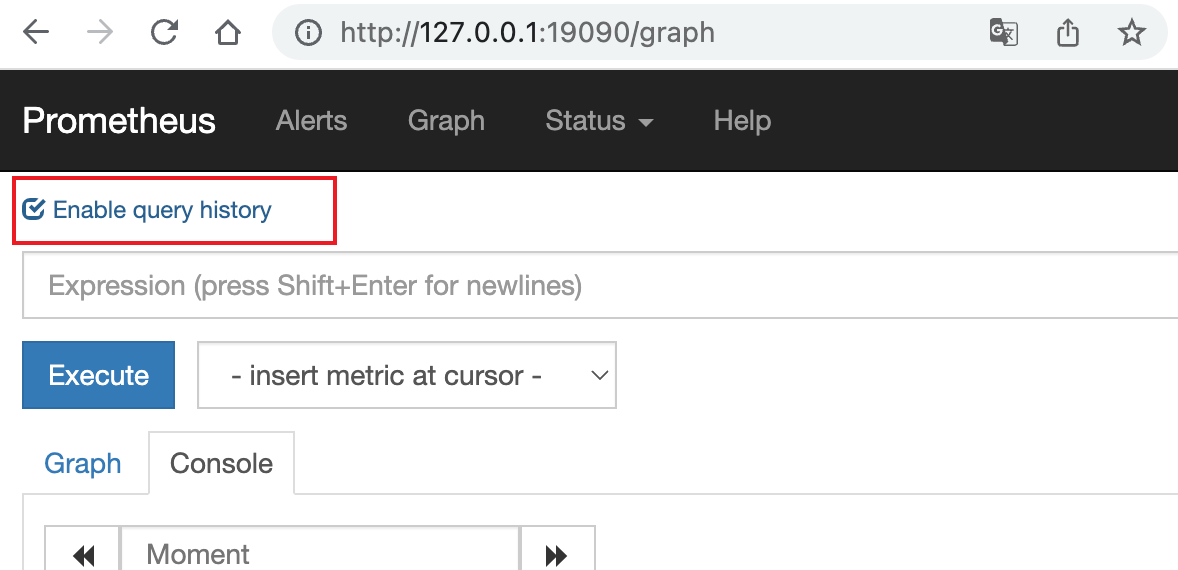 http://127.0.0.1:19090/graph
Prometheus Alerts Graph Status Help
Enable query history
Expression (press Shift+Enter for newlines)
Execute - insert metric at cursor -
Graph Console
Moment